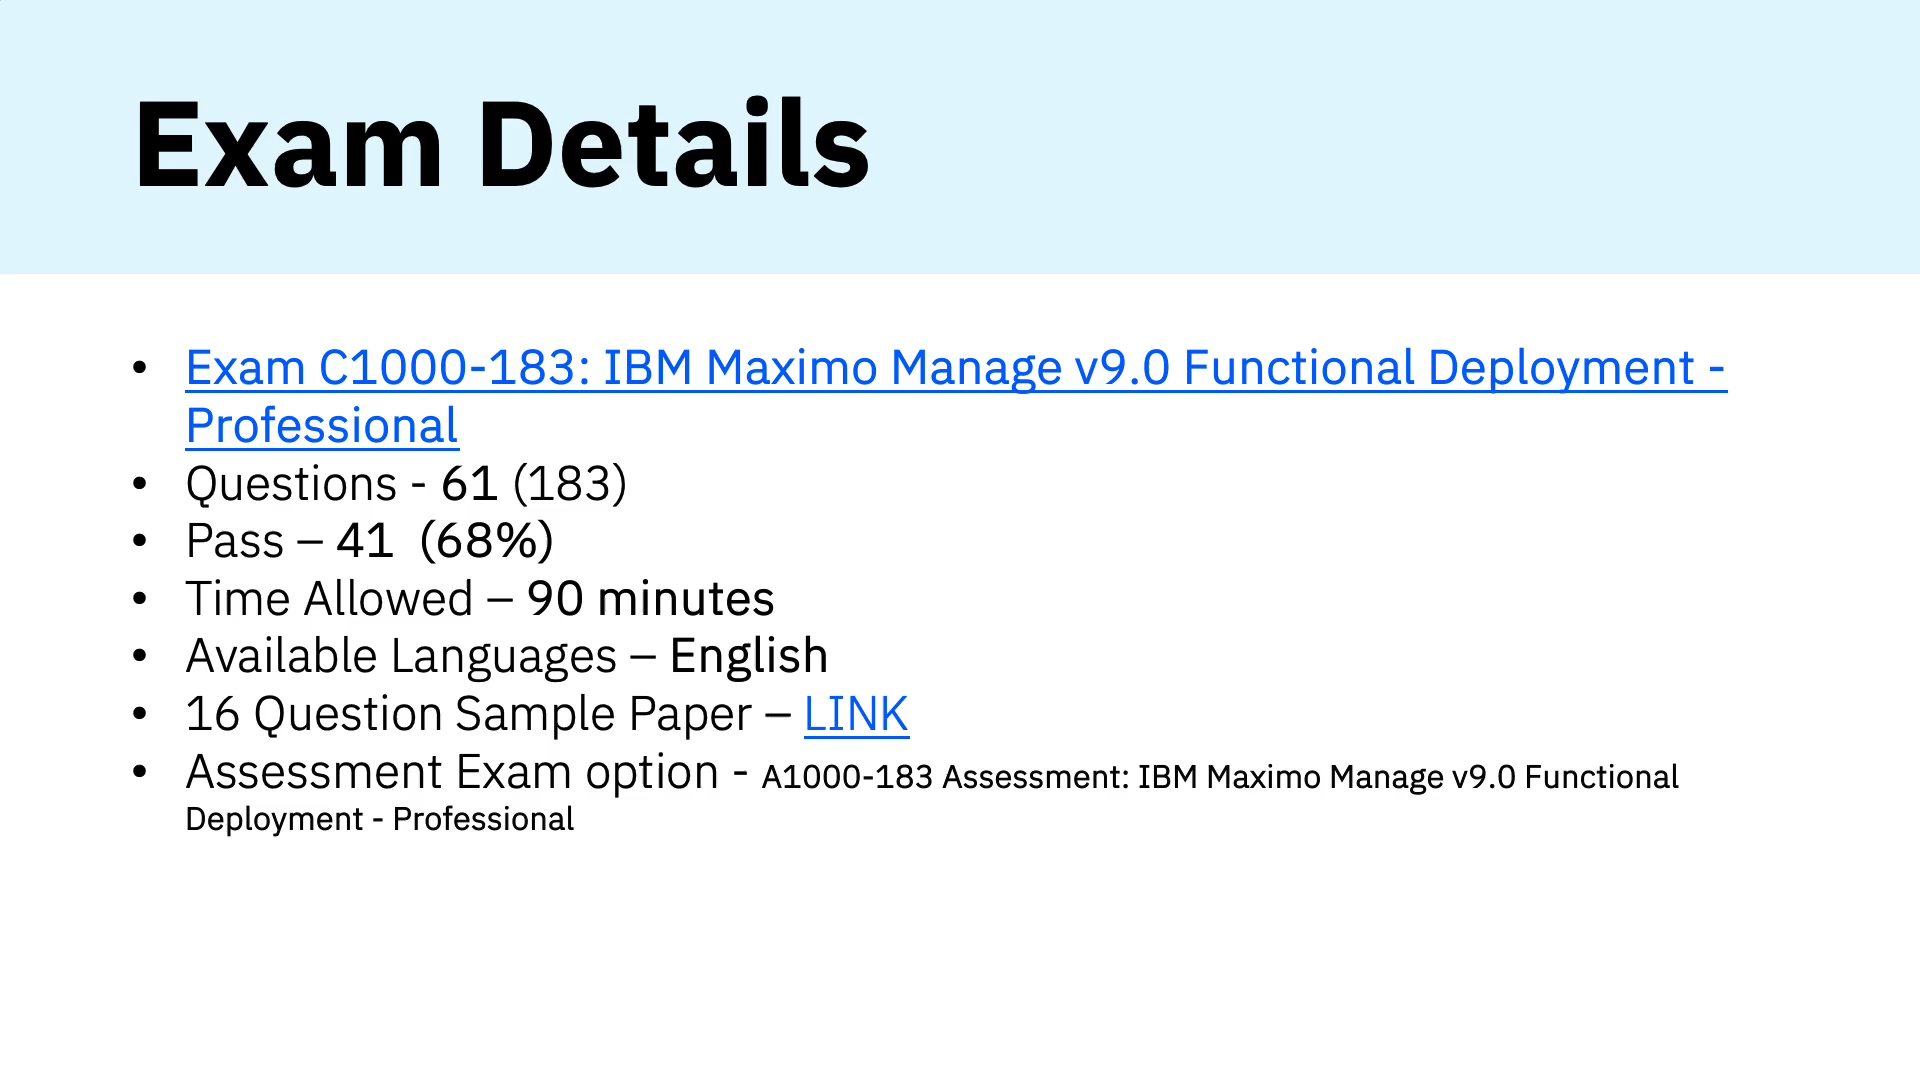 Exam Details
• Exam C1000-183: IBM Maximo Manage v9.0 Functional Deployment -
Professional
• Questions - 61 (183)
• Pass – 41  (68%)
• Time Allowed – 90 minutes
• Available Languages – English
• 16 Question Sample Paper – LINK
• Assessment Exam option - A1000-183 Assessment: IBM Maximo Manage v9.0 Functional
Deployment - Professional